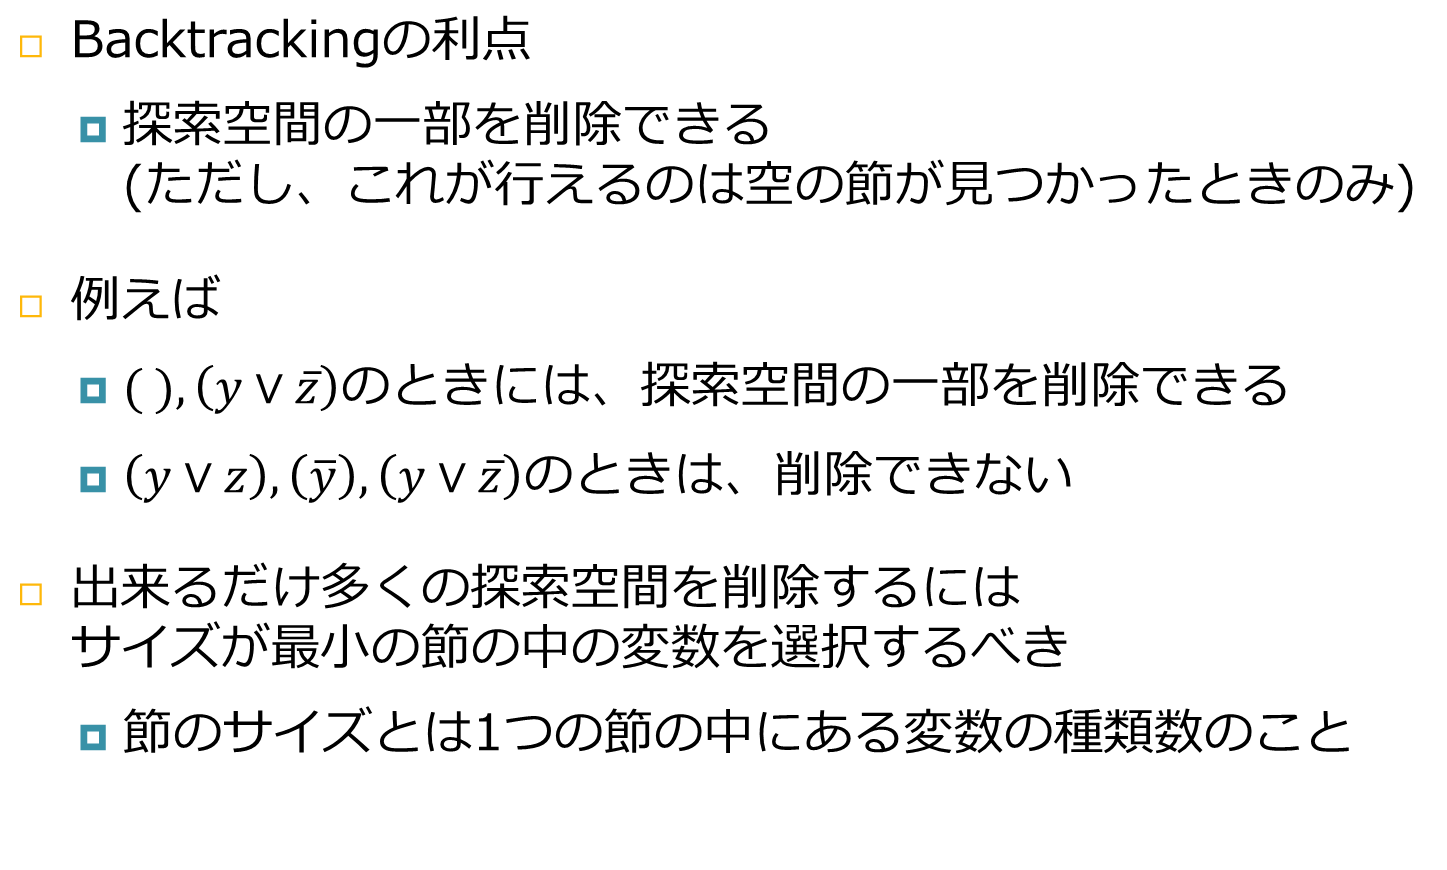 Backtrackingの利点
探索空間の一部を削除できる
(ただし、これが行えるのは空の節が見つかったときのみ)
例えば
( ), (y ∨ z̄)のときには、探索空間の一部を削除できる
(y ∨ z), (ȳ), (y ∨ z̄)のときは、削除できない
出来るだけ多くの探索空間を削除するには
サイズが最小の節の中の変数を選択するべき
節のサイズとは1つの節の中にある変数の種類数のこと